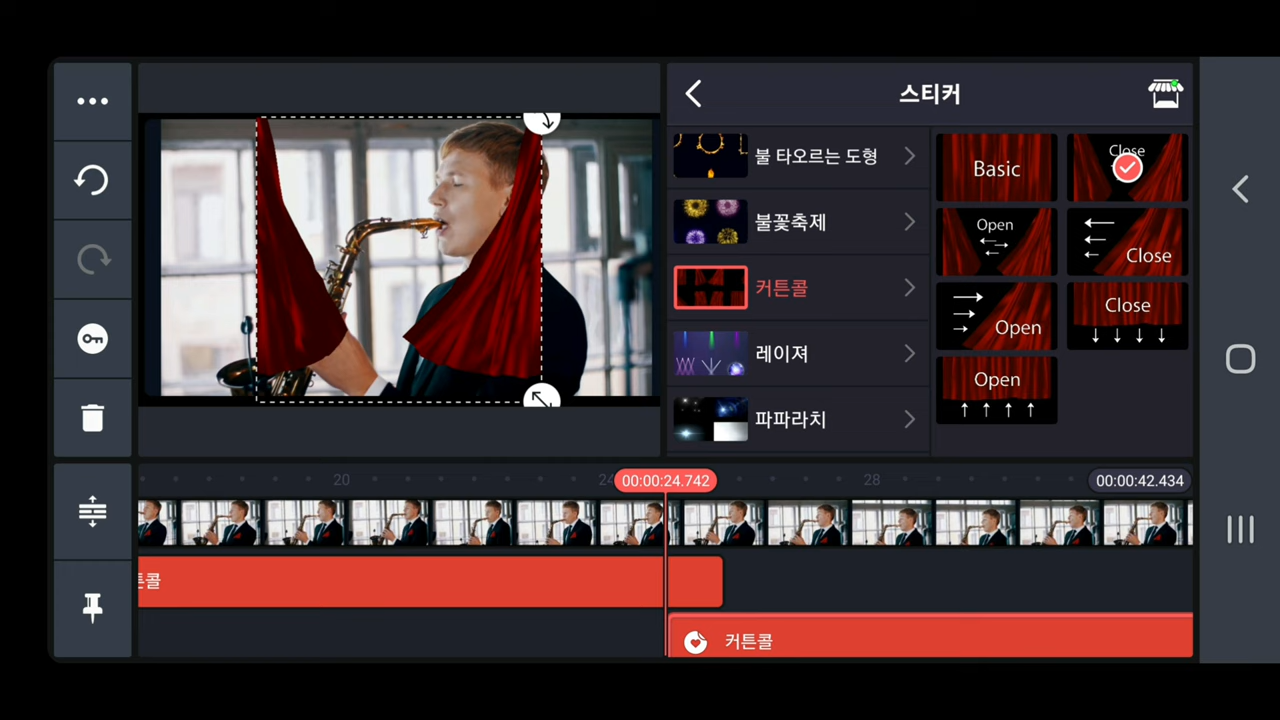 스티커
불 타오르는 도형
불꽃축제
커튼콜
레이져
파파라치
Basic
Close
Open
Close
Open
Close
Open
20
24
00:00:24.742
28
00:00:42.434
튼콜
커튼콜